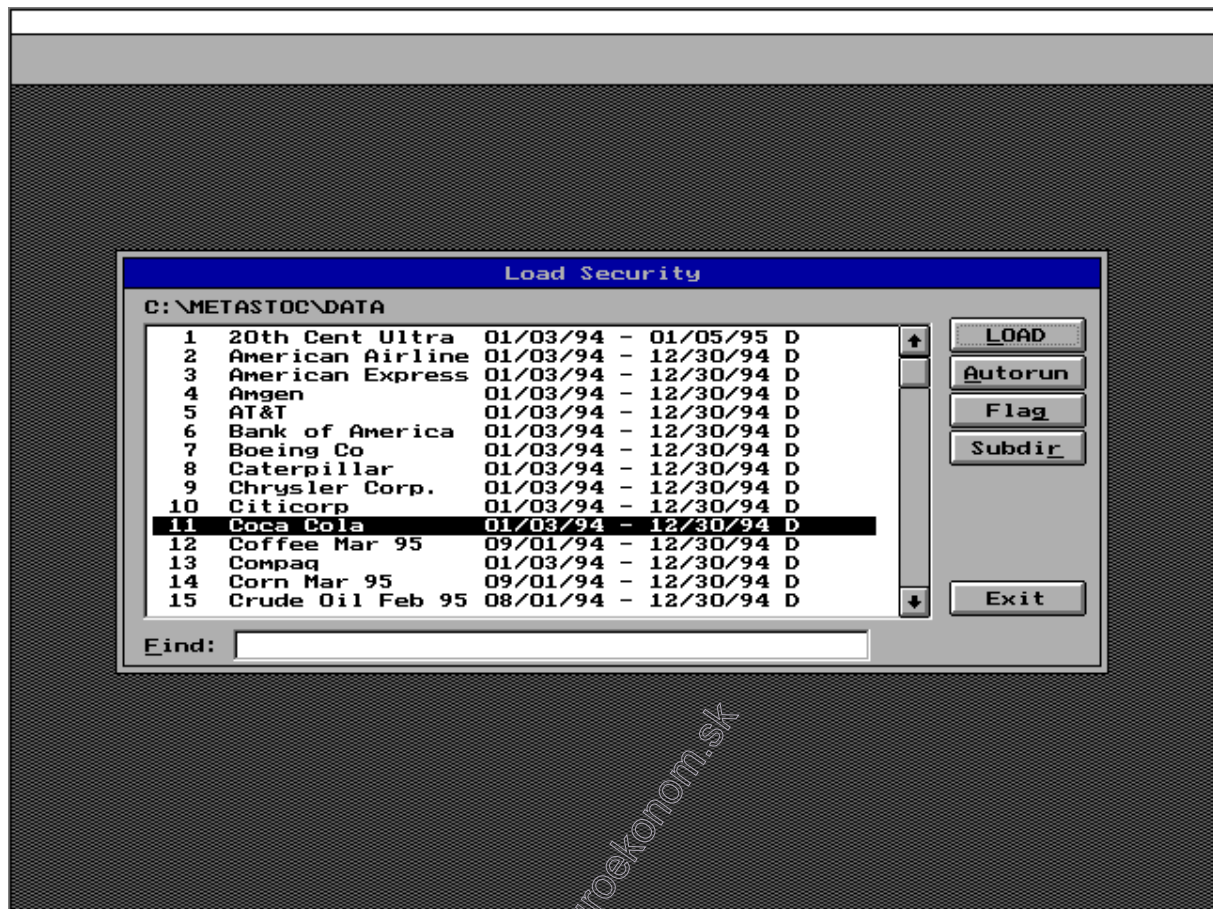 Load Security
C:\METASTOC\DATA
1 20th Cent Ultra 01/03/94 - 01/05/95 D
2 American Airline 01/03/94 - 12/30/94 D
3 American Express 01/03/94 - 12/30/94 D
4 Amgen 01/03/94 - 12/30/94 D
5 AT&T 01/03/94 - 12/30/94 D
6 Bank of America 01/03/94 - 12/30/94 D
7 Boeing Co 01/03/94 - 12/30/94 D
8 Caterpillar 01/03/94 - 12/30/94 D
9 Chrysler Corp. 01/03/94 - 12/30/94 D
10 Citicorp 01/03/94 - 12/30/94 D
11 Coca Cola 01/03/94 - 12/30/94 D
12 Coffee Mar 95 09/01/94 - 12/30/94 D
13 Compaq 01/03/94 - 12/30/94 D
14 Corn Mar 95 09/01/94 - 12/30/94 D
15 Crude Oil Feb 95 08/01/94 - 12/30/94 D
LOAD
Autorun
Flag
Subdir
Exit
Find: